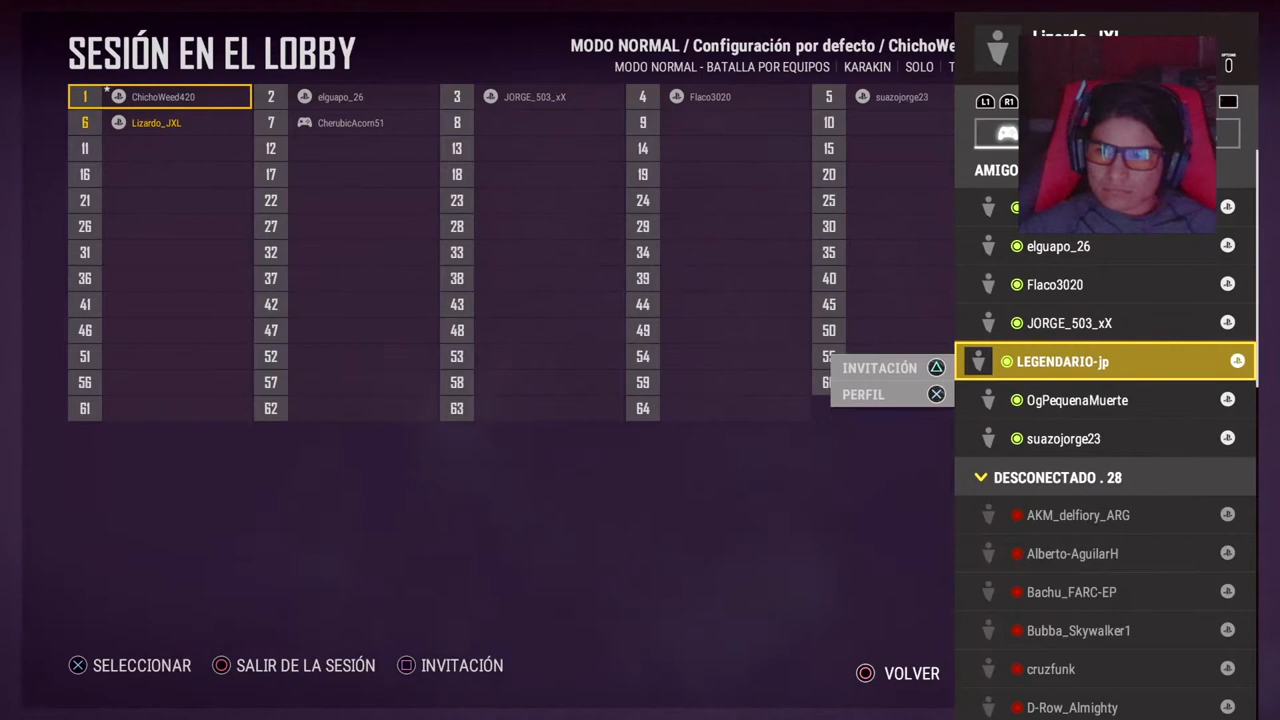 SESIÓN EN EL LOBBY
MODO NORMAL / Configuración por defecto / ChichoWe
MODO NORMAL - BATALLA POR EQUIPOS | KARAKIN | SOLO | T
1 ChichoWeed420 2 elguapo_26 3 JORGE_503_xX 4 Flaco3020 5 suazojorge23
6 Lizardo_JXL 7 CherubicAcorn51 8 9 10
11 12 13 14 15
16 17 18 19 20
21 22 23 24 25
26 27 28 29 30
31 32 33 34 35
36 37 38 39 40
41 42 43 44 45
46 47 48 49 50
51 52 53 54 55
56 57 58 59
61 62 63 64
INVITACIÓN
PERFIL
SELECCIONAR SALIR DE LA SESIÓN INVITACIÓN
VOLVER
Lizardo_JXL
OPTIONS
L1 R1
AMIGO
elguapo_26
Flaco3020
JORGE_503_xX
LEGENDARIO-jp
OgPequenaMuerte
suazojorge23
DESCONECTADO . 28
AKM_delfiory_ARG
Alberto-AguilarH
Bachu_FARC-EP
Bubba_Skywalker1
cruzfunk
D-Row_Almighty